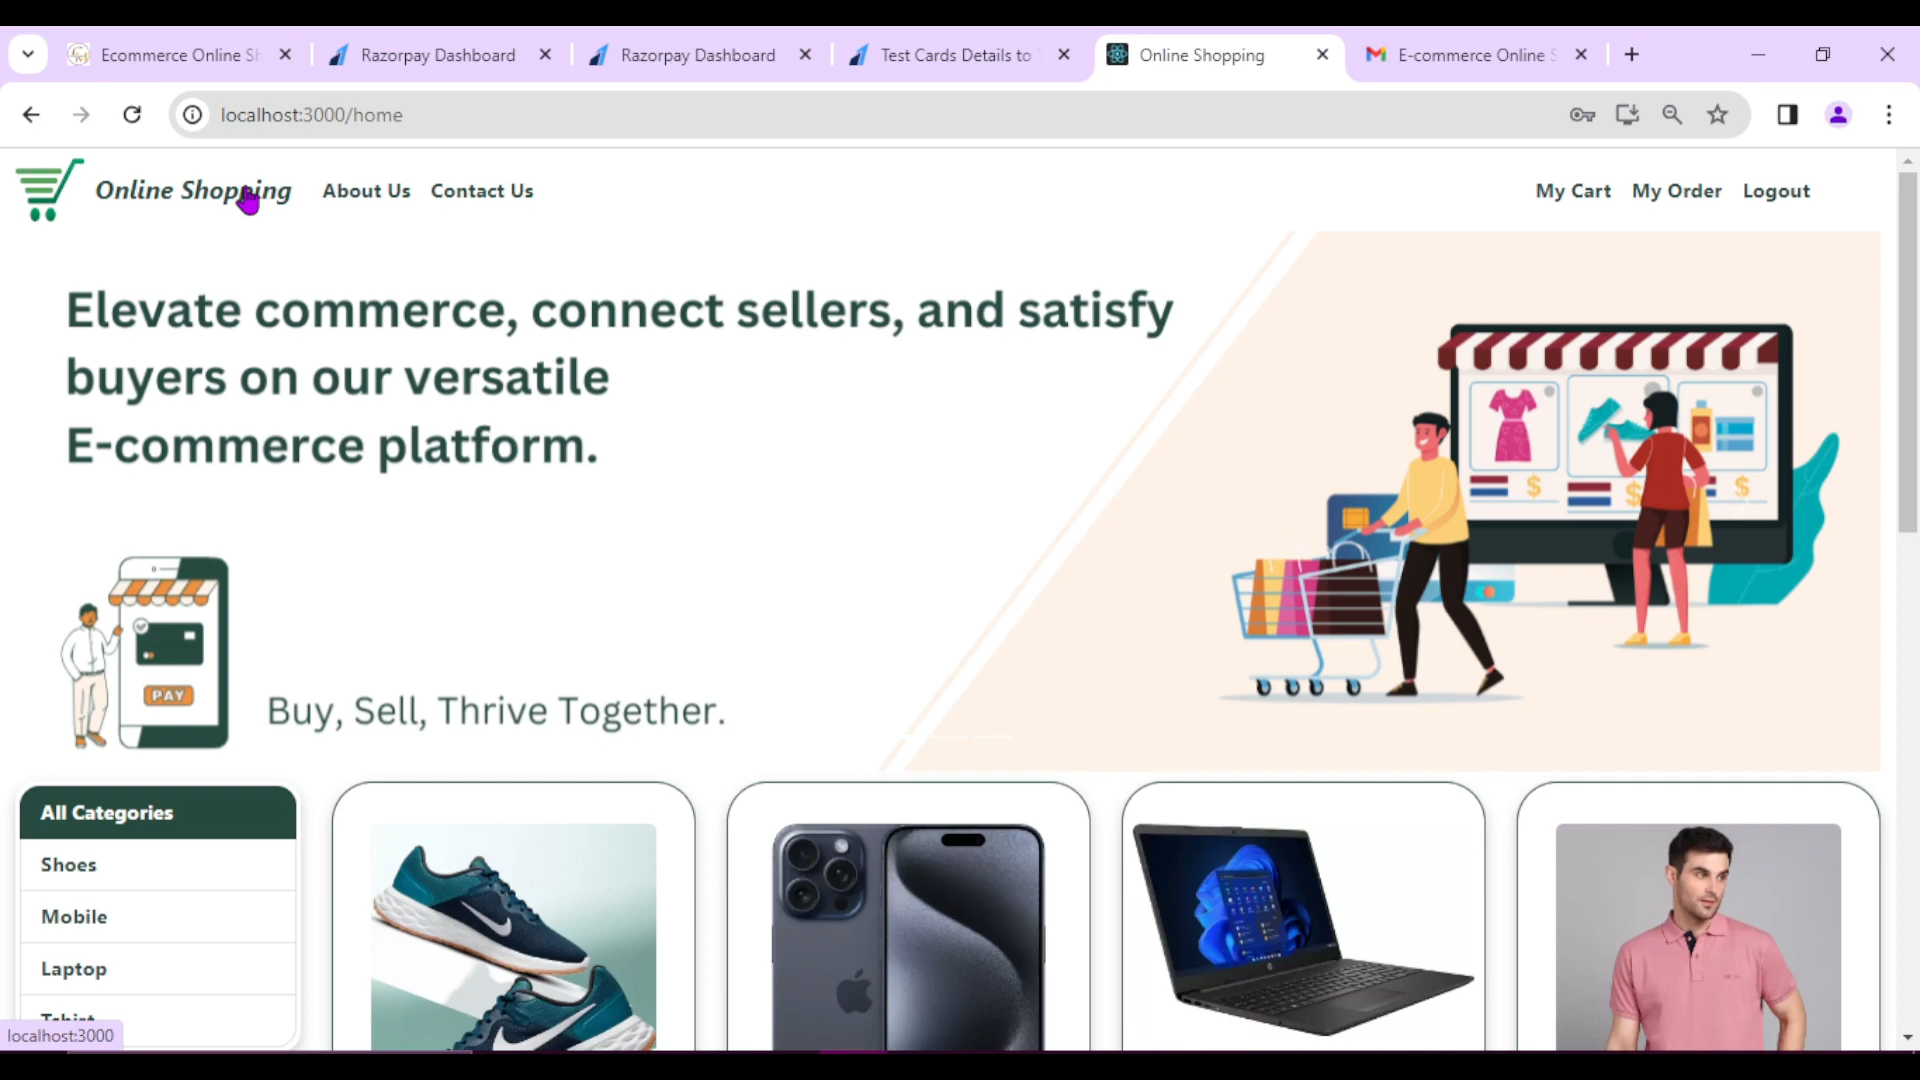 Ecommerce Online Sh
Razorpay Dashboard
Razorpay Dashboard
Test Cards Details to
Online Shopping
E-commerce Online S
localhost:3000/home
Online Shopping
About Us
Contact Us
My Cart
My Order
Logout
Elevate commerce, connect sellers, and satisfy
buyers on our versatile
E-commerce platform.
PAY
Buy, Sell, Thrive Together.
All Categories
Shoes
Mobile
Laptop
Tshirt
localhost:3000